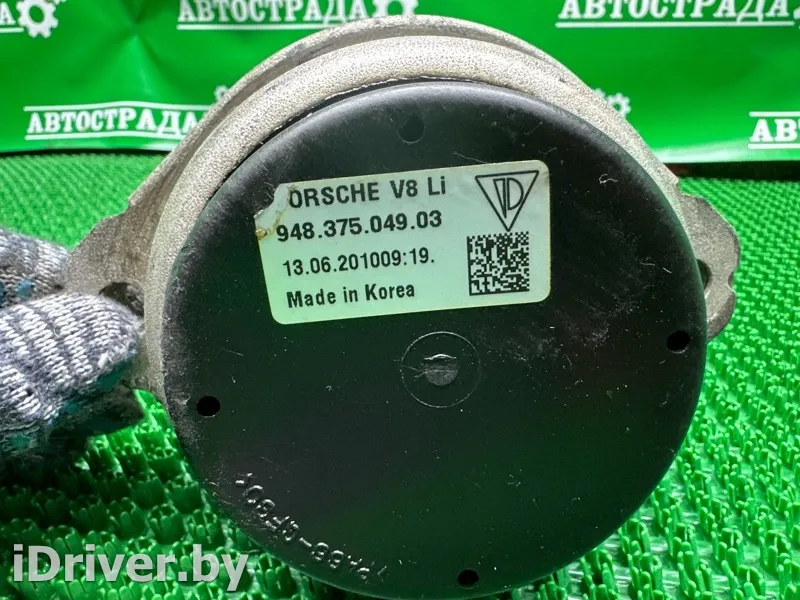 АВТОСТРАДА
АВТОСТРАДА
АВТОСТРАДА
АВТОСТРАДА
ORSCHE V8 Li
948.375.049.03
13.06.201009:19.
Made in Korea
iDriver.by